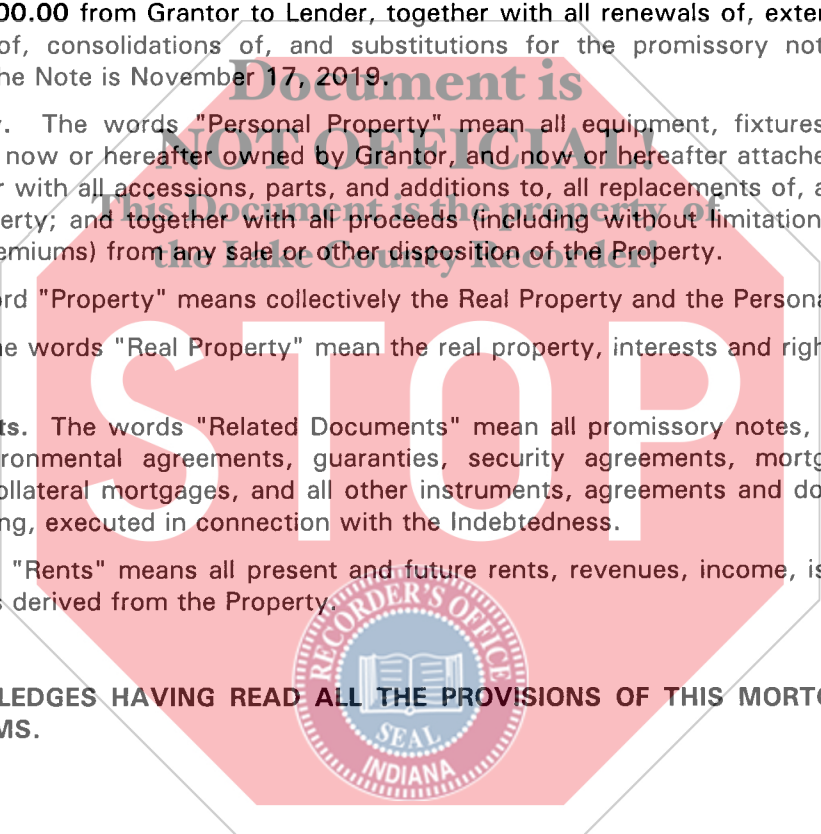 00.00 from Grantor to Lender, together with all renewals of, exten
of, consolidations of, and substitutions for the promissory not
he Note is November 17, 2019.
Document is
. The words "Personal Property" mean all equipment, fixtures
NOT OFFICIAL!
now or hereafter owned by Grantor, and now or hereafter attache
r with all accessions, parts, and additions to, all replacements of, a
This Document is the property of
erty; and together with all proceeds (including without limitation
emiums) from any sale or other disposition of the Property.
the Lake County Recorder!
ord "Property" means collectively the Real Property and the Persona
he words "Real Property" mean the real property, interests and righ
STOP
ts. The words "Related Documents" mean all promissory notes,
ronmental agreements, guaranties, security agreements, mortg
ollateral mortgages, and all other instruments, agreements and do
ng, executed in connection with the Indebtedness.
"Rents" means all present and future rents, revenues, income, is
s derived from the Property.
RECORDER'S OFFICE
LEDGES HAVING READ ALL THE PROVISIONS OF THIS MORTG
MS.
SEAL
INDIANA